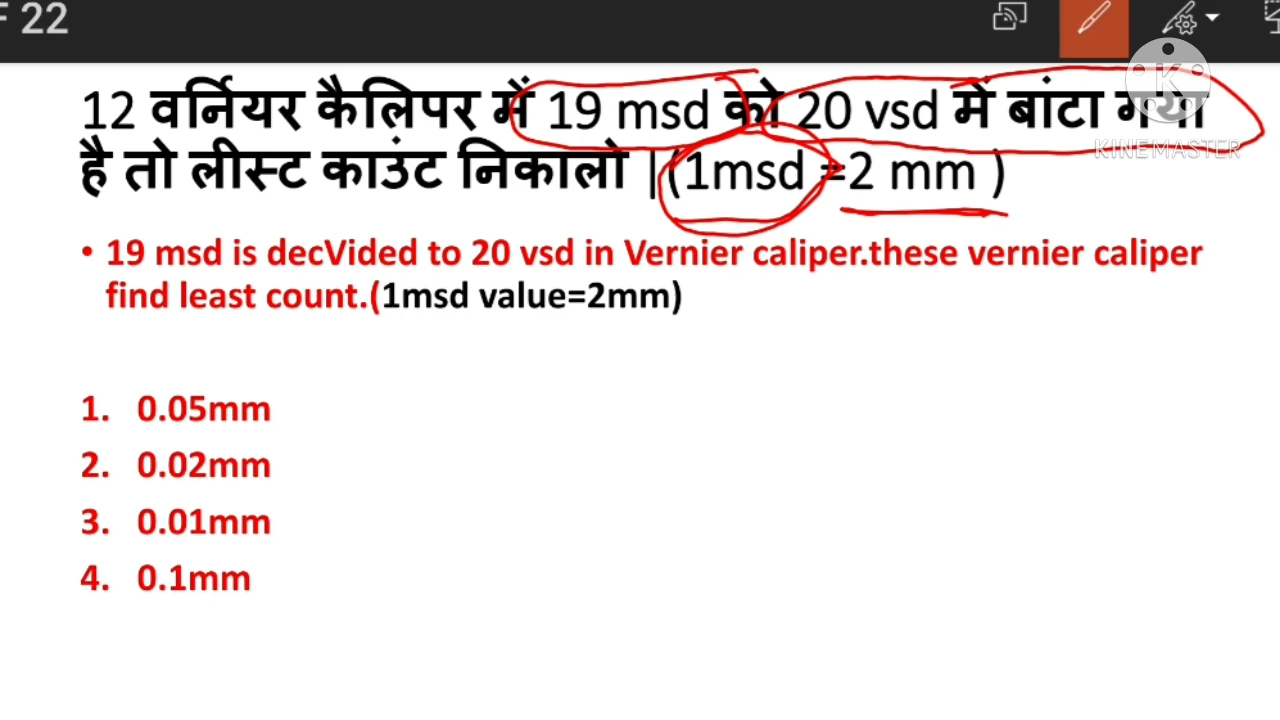 F 22
12 वर्नियर कैलिपर में 19 msd को 20 vsd में बांटा गया
KINEMASTER
है तो लीस्ट काउंट निकालो |(1msd =2 mm )
• 19 msd is decVided to 20 vsd in Vernier caliper.these vernier caliper
find least count.(1msd value=2mm)
1. 0.05mm
2. 0.02mm
3. 0.01mm
4. 0.1mm